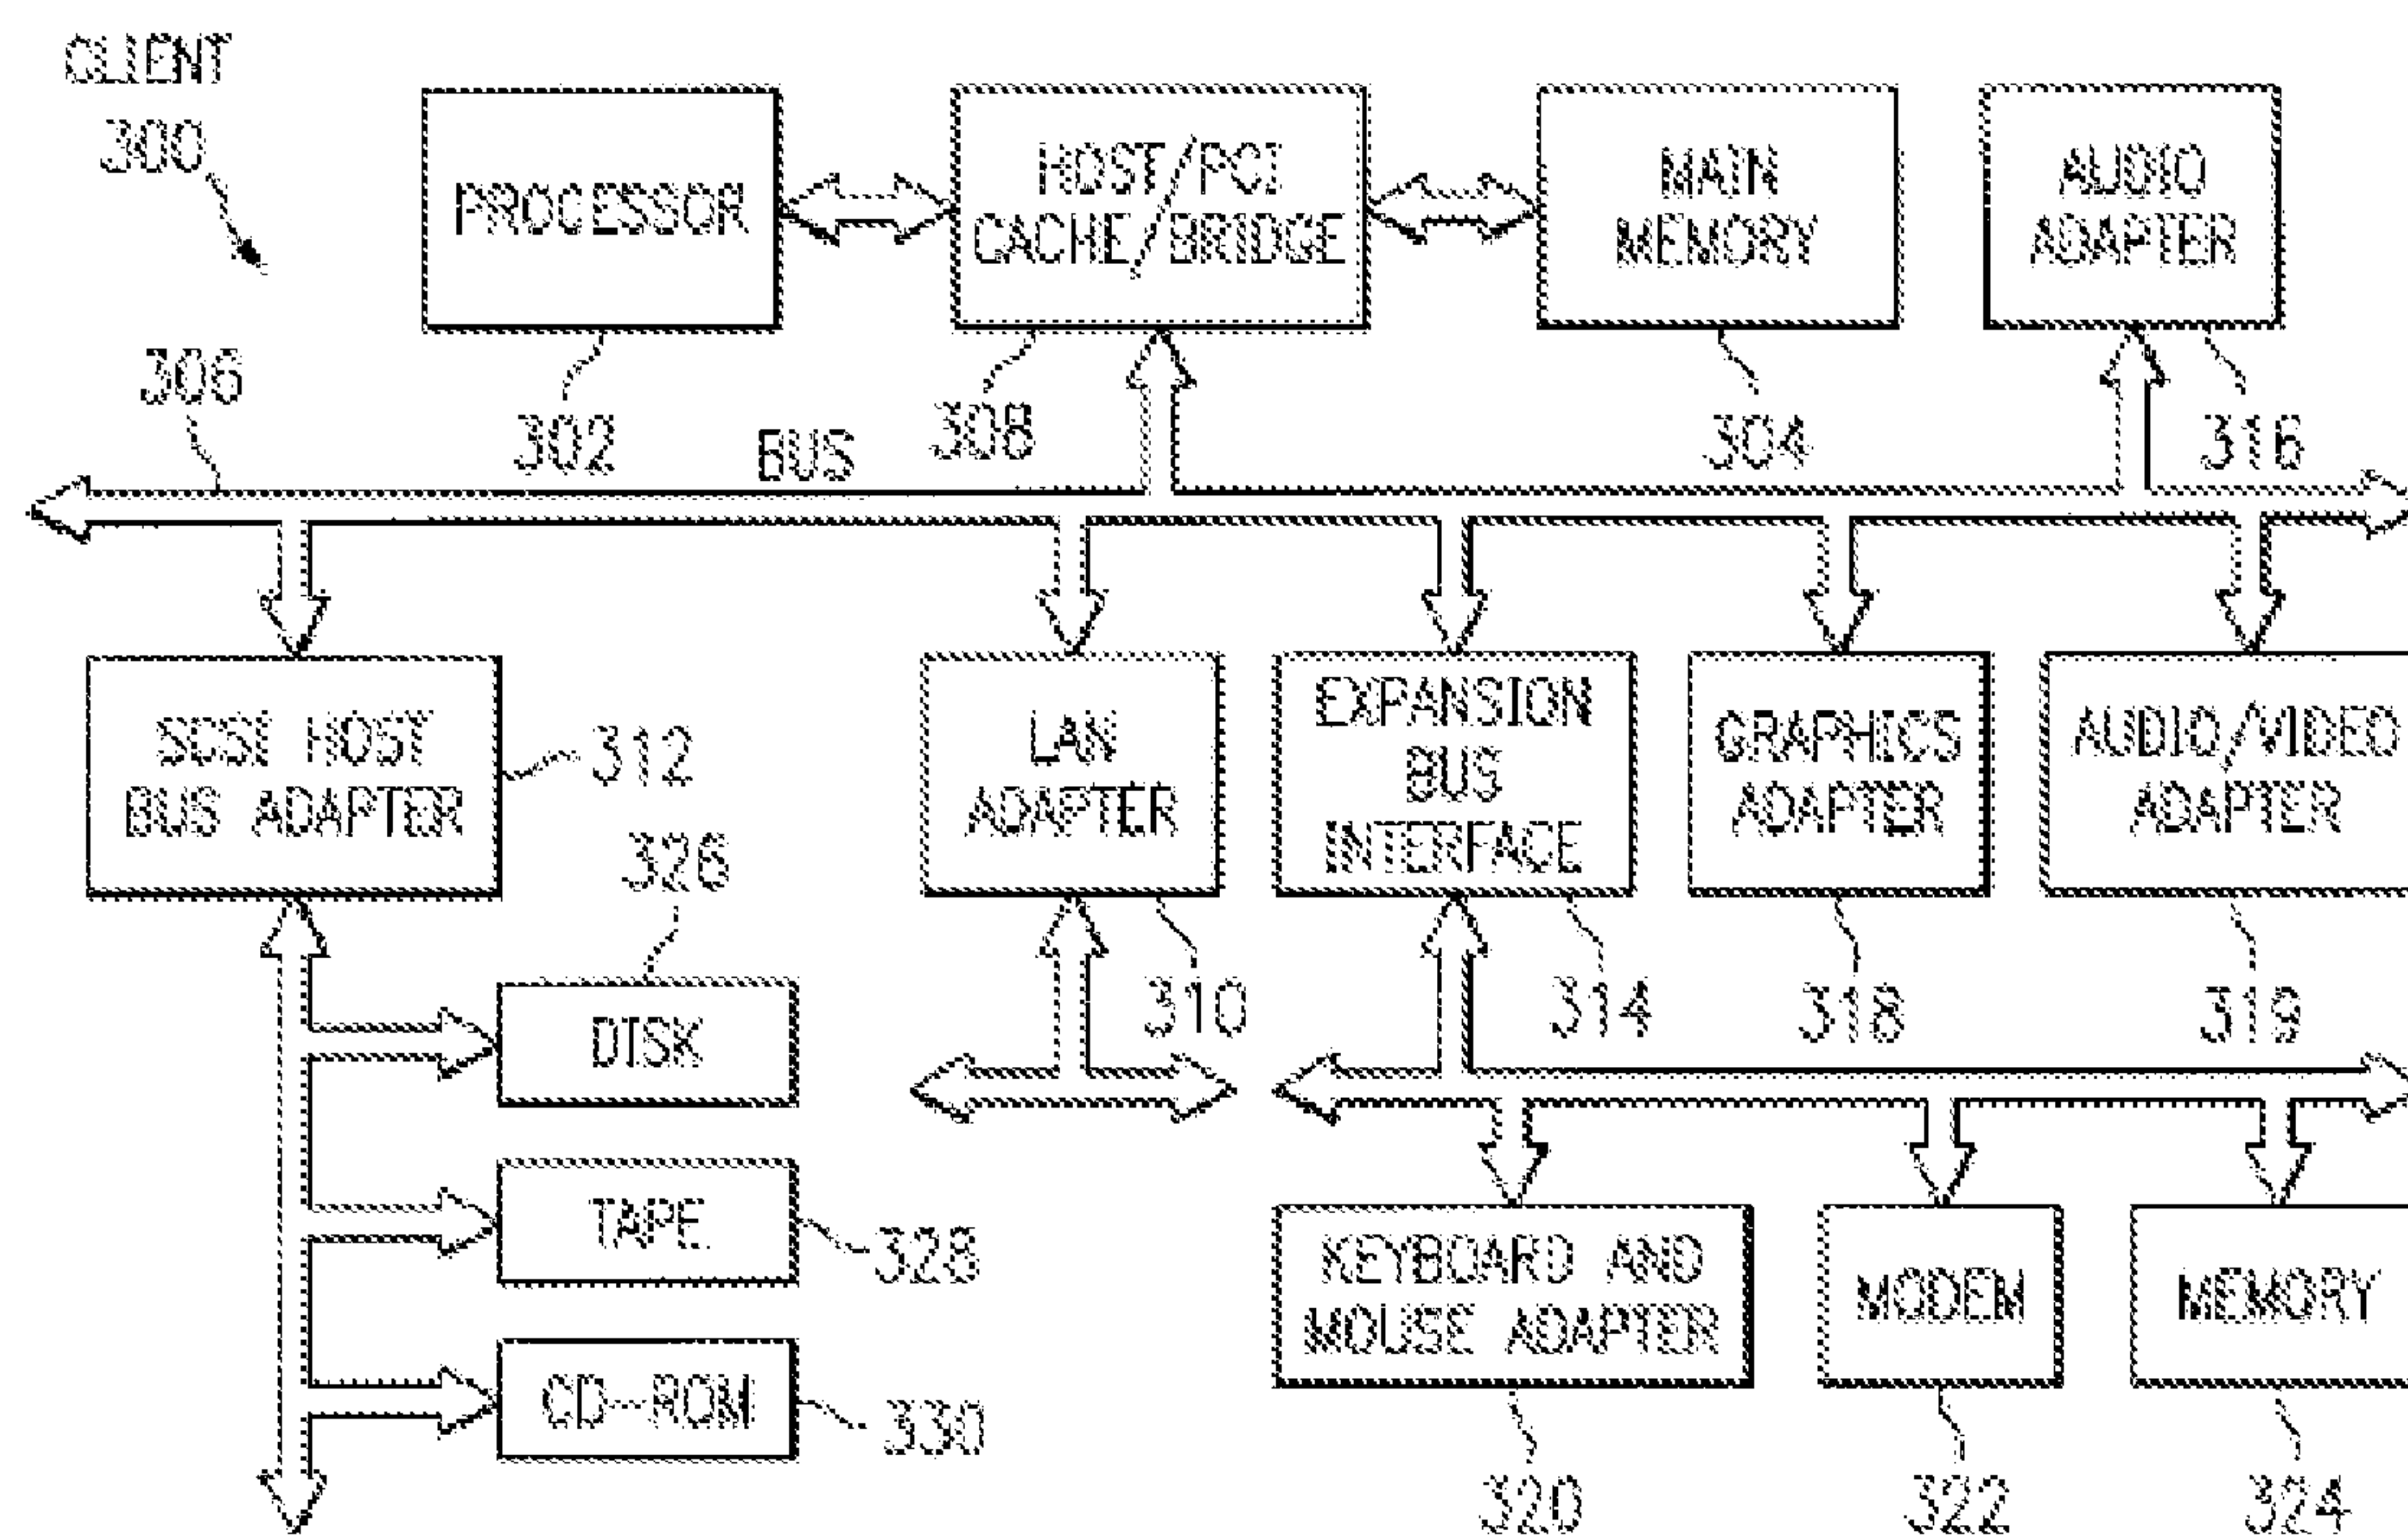 CLIENT
300
PROCESSOR
HOST/PCI
CACHE/BRIDGE
MAIN
MEMORY
AUDIO
ADAPTER
306
302
BUS
308
304
316
SCSI HOST
BUS ADAPTER
312
LAN
ADAPTER
EXPANSION
BUS
INTERFACE
GRAPHICS
ADAPTER
AUDIO/VIDEO
ADAPTER
326
310
314
318
319
DISK
TAPE
328
CD-ROM
330
KEYBOARD AND
MOUSE ADAPTER
MODEM
MEMORY
320
322
324